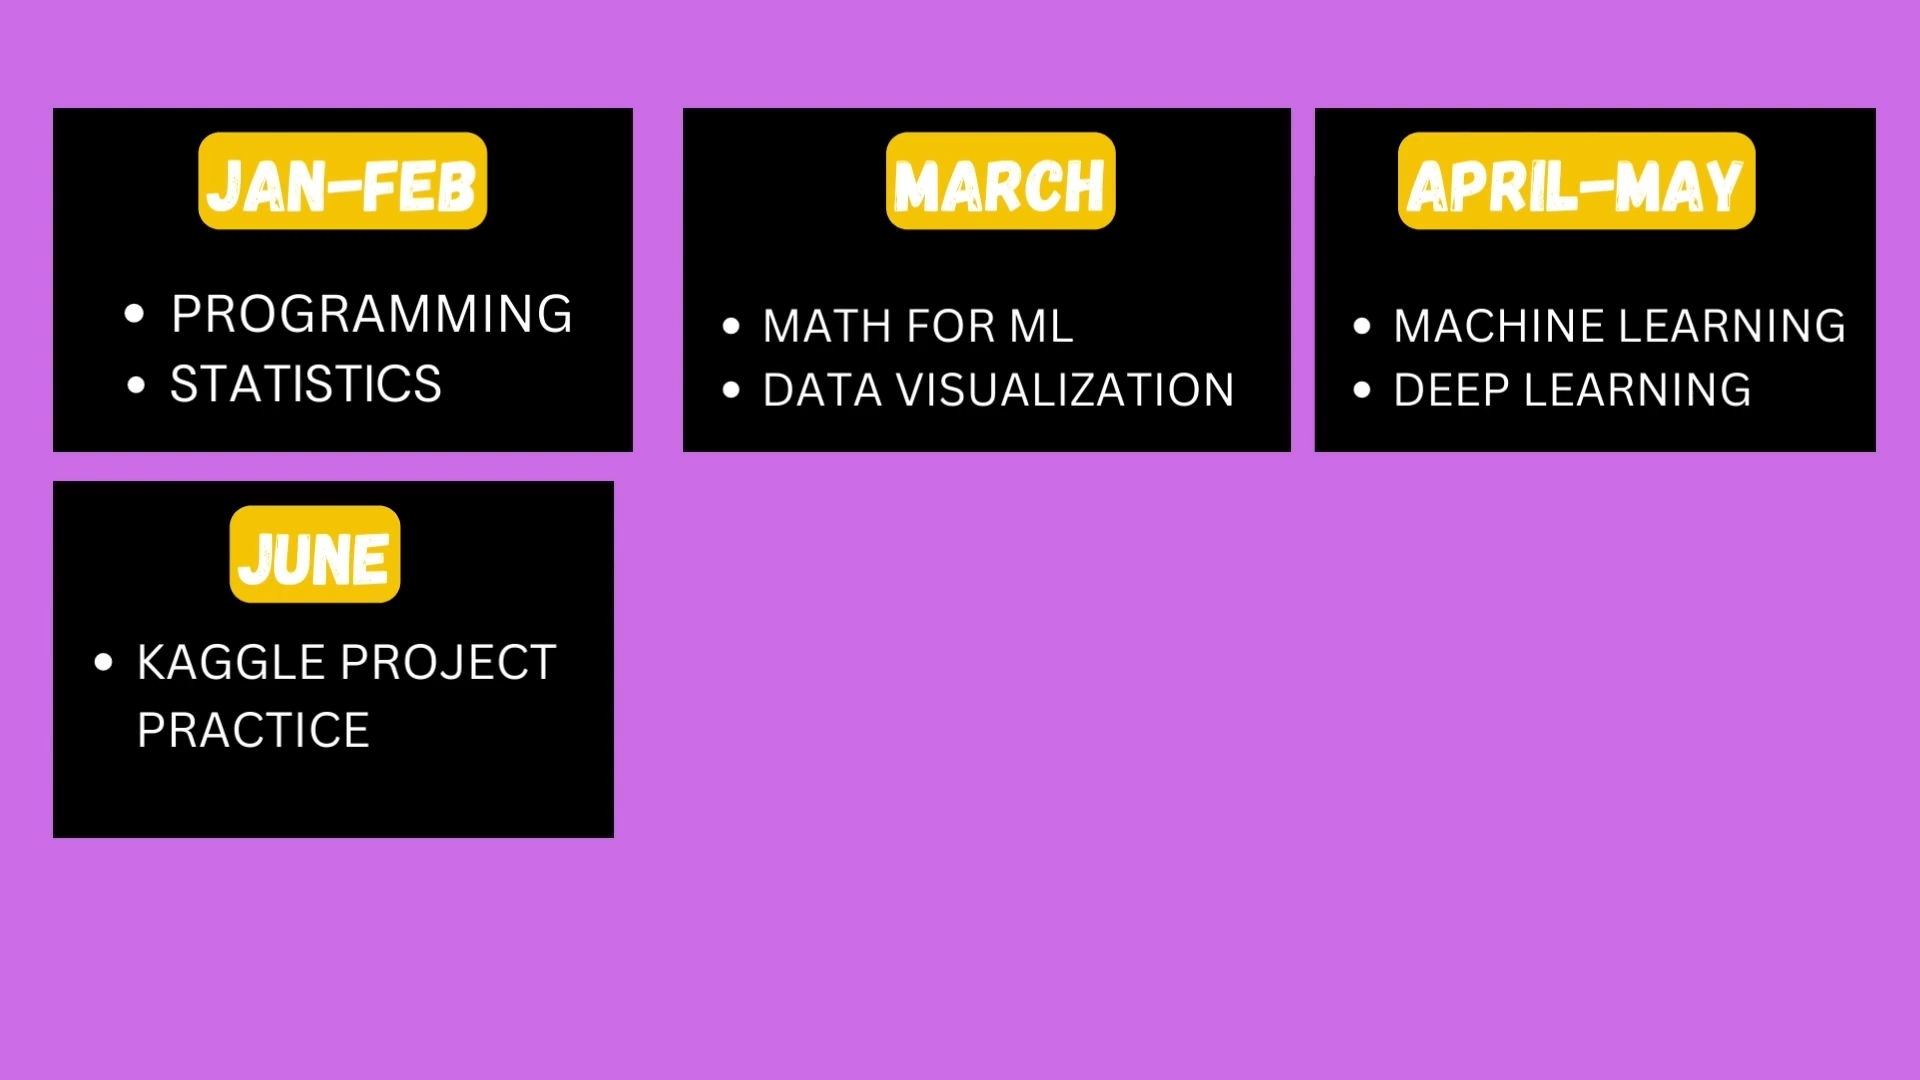 JAN-FEB
• PROGRAMMING
• STATISTICS
MARCH
• MATH FOR ML
• DATA VISUALIZATION
APRIL-MAY
• MACHINE LEARNING
• DEEP LEARNING
JUNE
• KAGGLE PROJECT
PRACTICE